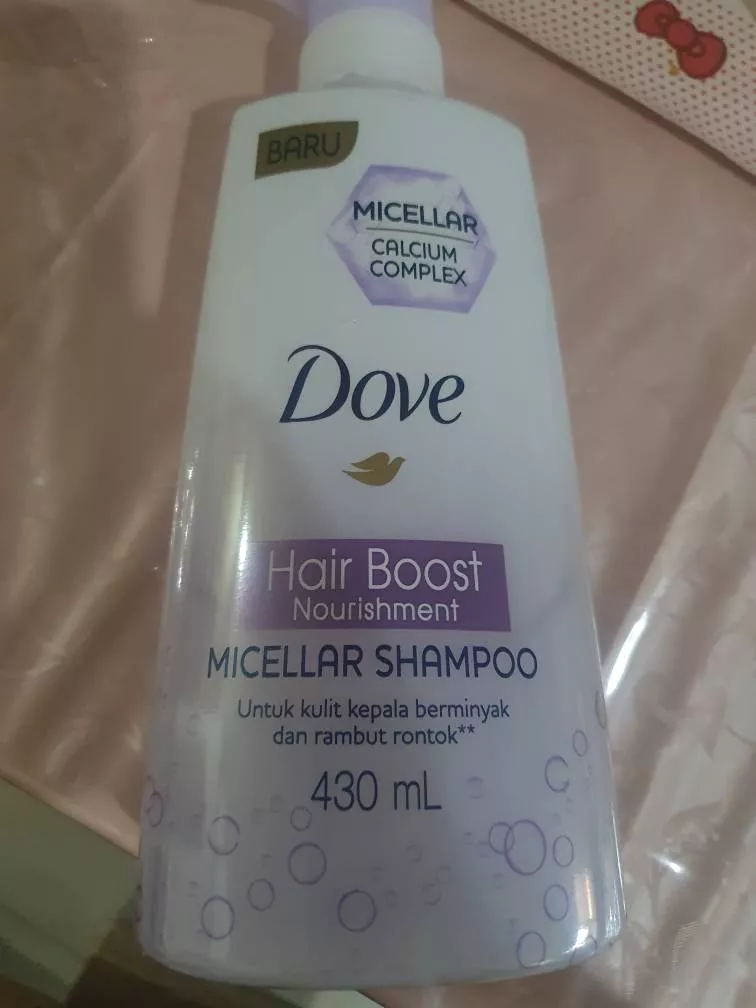 BARU
MICELLAR
CALCIUM
COMPLEX
Dove
Hair Boost
Nourishment
MICELLAR SHAMPOO
Untuk kulit kepala berminyak
dan rambut rontok**
430 mL